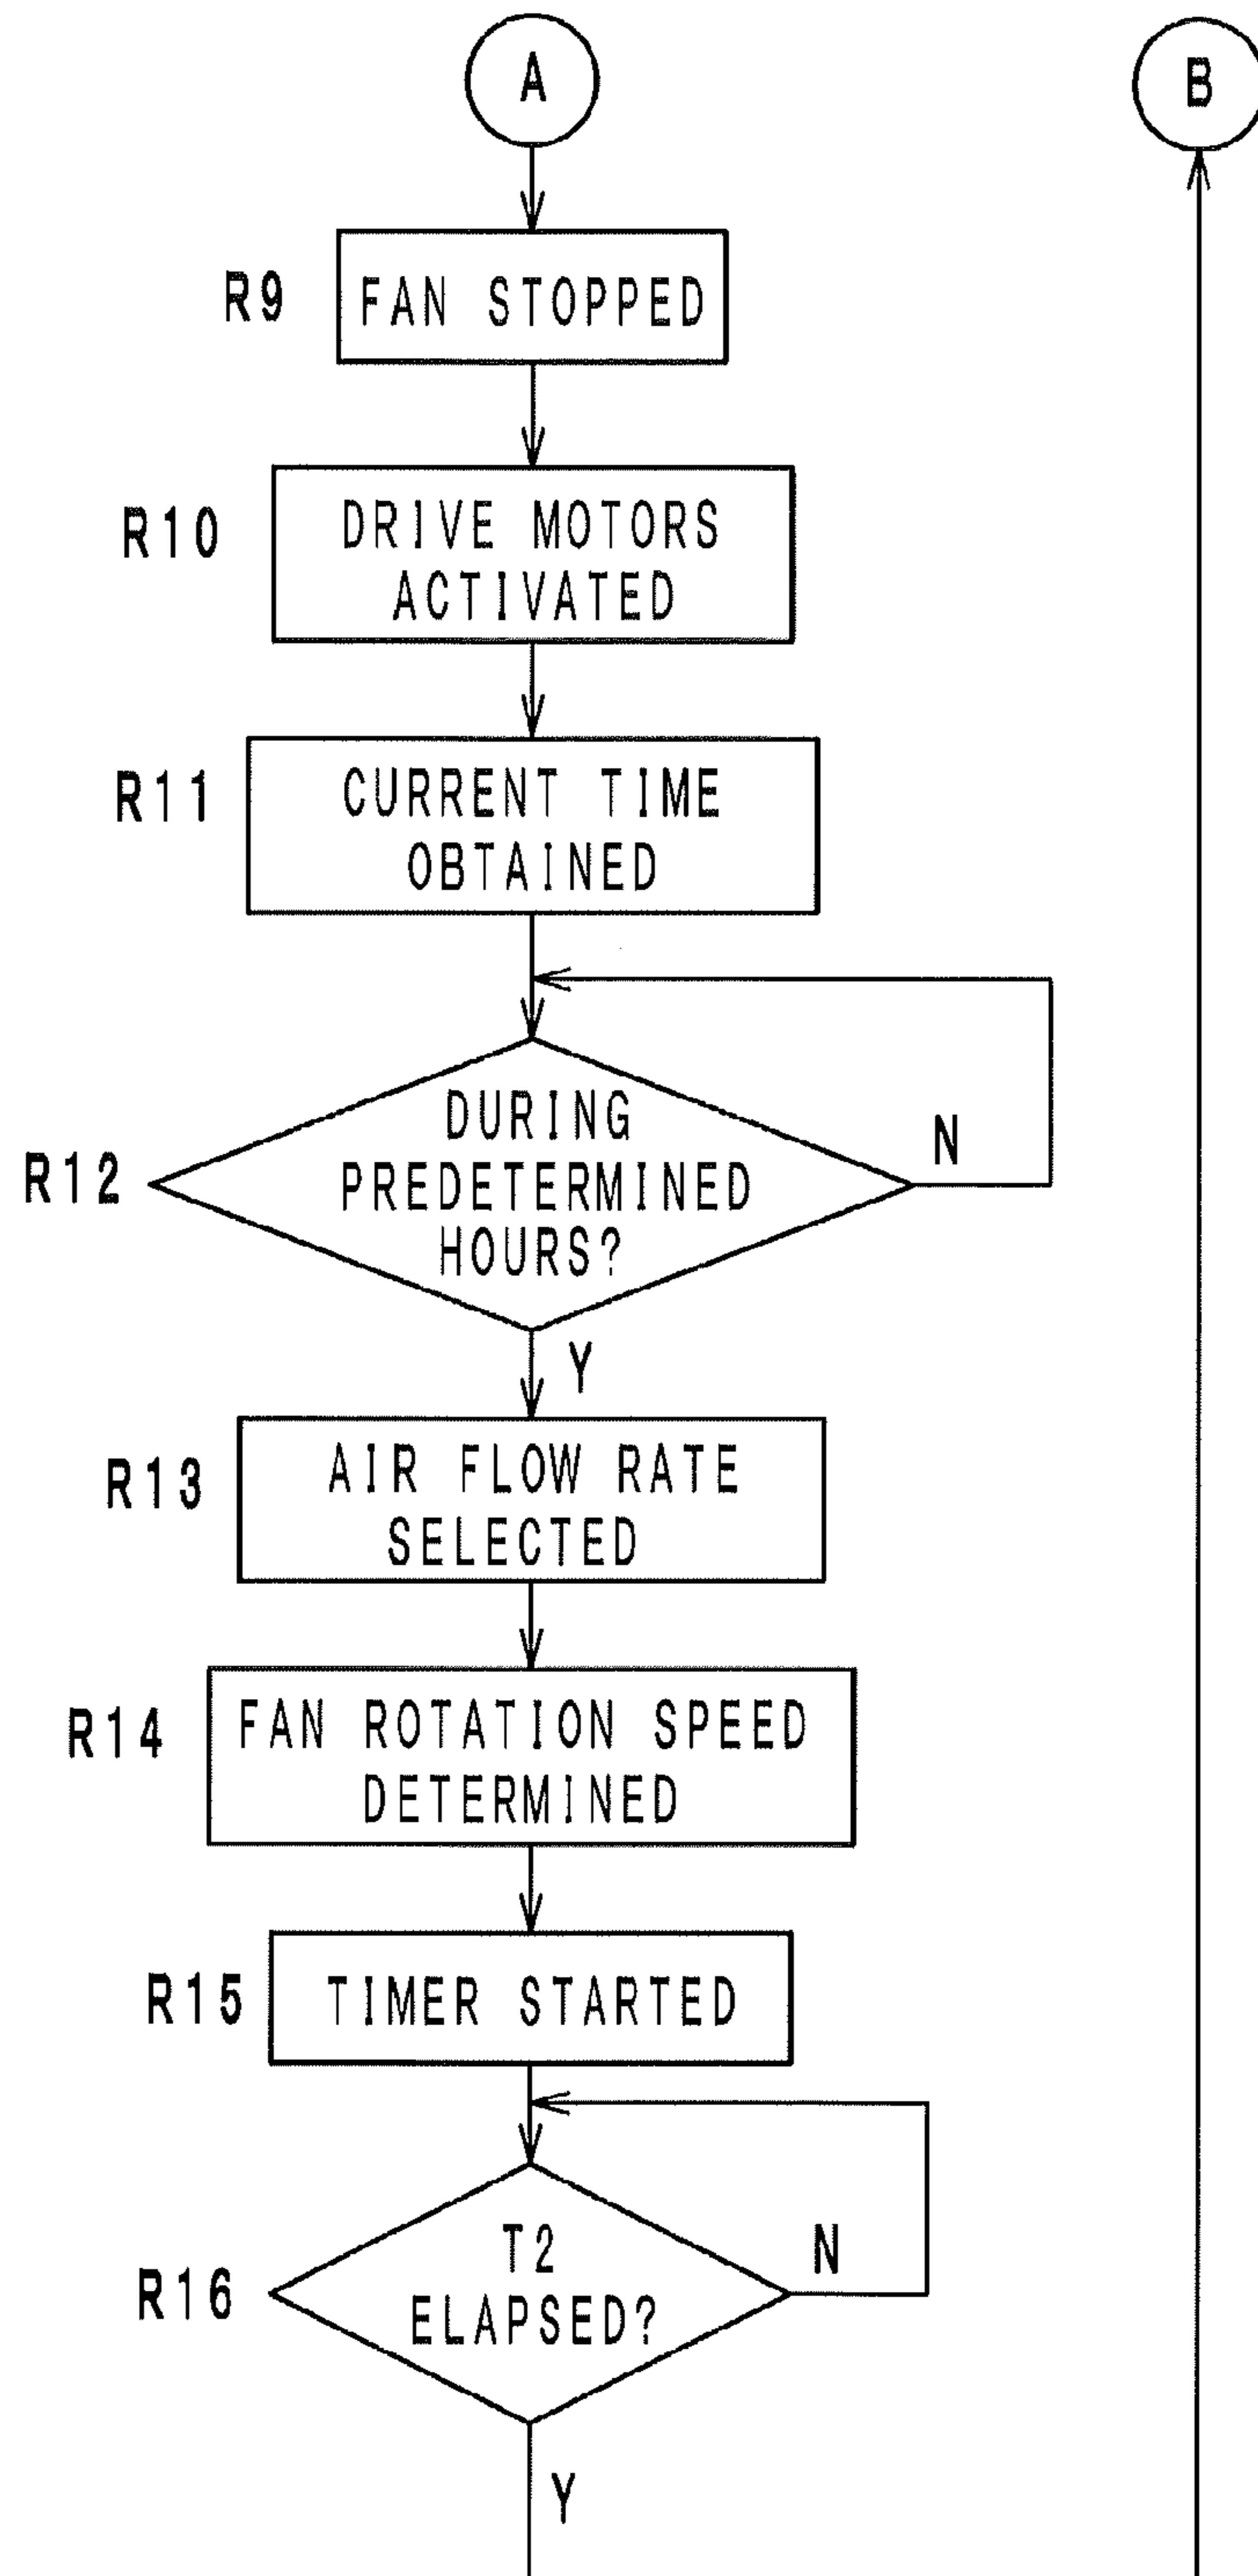 A
B
R9
FAN STOPPED
R10
DRIVE MOTORS
ACTIVATED
R11
CURRENT TIME
OBTAINED
R12
DURING
PREDETERMINED
HOURS?
N
Y
R13
AIR FLOW RATE
SELECTED
R14
FAN ROTATION SPEED
DETERMINED
R15
TIMER STARTED
R16
T2
ELAPSED?
N
Y